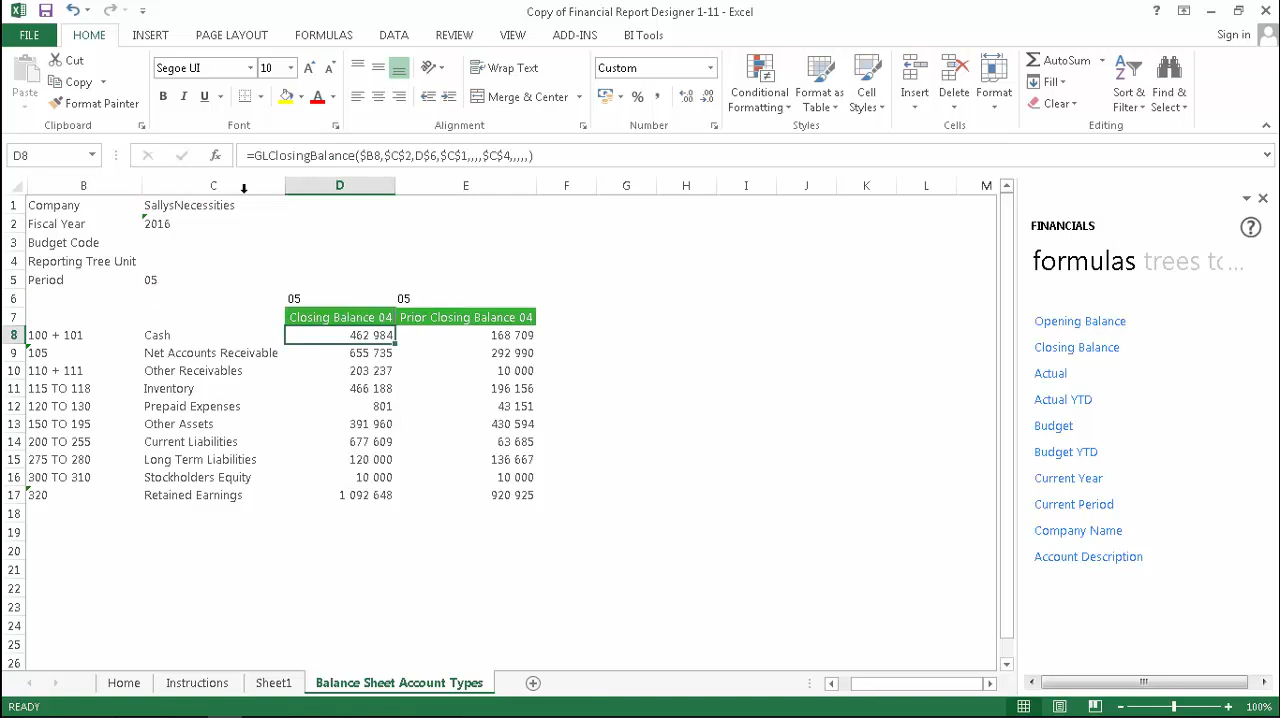 Copy of Financial Report Designer 1-11 - Excel
FILE HOME INSERT PAGE LAYOUT FORMULAS DATA REVIEW VIEW ADD-INS BI Tools Sign in
Paste Cut Copy Format Painter
Segoe UI 10
B I U
Wrap Text
Merge & Center
Custom
%
Conditional Formatting Format as Table Cell Styles
Insert Delete Format
AutoSum
Fill
Clear
Sort & Filter Find & Select
Clipboard Font Alignment Number Styles Cells Editing
D8 fx =GLClosingBalance($B8,$C$2,D$6,$C$1,,,,$C$4,,,,,)
B C D E F G H I J K L M
1 Company SallysNecessities
2 Fiscal Year 2016
3 Budget Code
4 Reporting Tree Unit
5 Period 05
6 05 05
7 Closing Balance 04 Prior Closing Balance 04
8 100 + 101 Cash 462 984 168 709
9 105 Net Accounts Receivable 655 735 292 990
10 110 + 111 Other Receivables 203 237 10 000
11 115 TO 118 Inventory 466 188 196 156
12 120 TO 130 Prepaid Expenses 801 43 151
13 150 TO 195 Other Assets 391 960 430 594
14 200 TO 255 Current Liabilities 677 609 63 685
15 275 TO 280 Long Term Liabilities 120 000 136 667
16 300 TO 310 Stockholders Equity 10 000 10 000
17 320 Retained Earnings 1 092 648 920 925
18
19
20
21
22
23
24
25
26
FINANCIALS
formulas trees to...
Opening Balance
Closing Balance
Actual
Actual YTD
Budget
Budget YTD
Current Year
Current Period
Company Name
Account Description
Home Instructions Sheet1 Balance Sheet Account Types
READY 100%